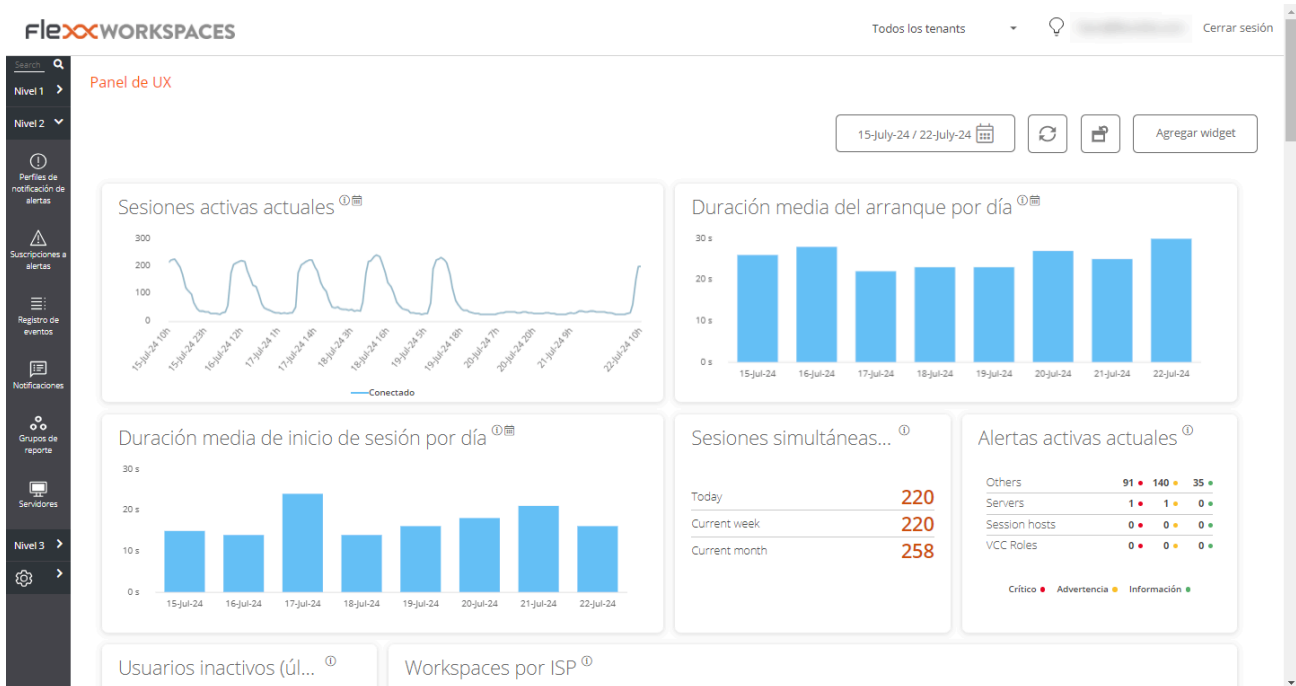 FlexxWORKSPACES
Todos los tenants
Cerrar sesión
Search
Nivel 1
Nivel 2
Perfiles de
notificación de
alertas
Suscripciones a
alertas
Registro de
eventos
Notificaciones
Grupos de
reporte
Servidores
Nivel 3
Panel de UX
15-July-24 / 22-July-24
Agregar widget
Sesiones activas actuales
300
200
100
0
15-Jul-24 10h
15-Jul-24 23h
16-Jul-24 12h
17-Jul-24 1h
17-Jul-24 14h
18-Jul-24 3h
18-Jul-24 16h
19-Jul-24 5h
19-Jul-24 18h
20-Jul-24 7h
20-Jul-24 20h
21-Jul-24 9h
22-Jul-24 10h
Conectado
Duración media del arranque por día
30 s
20 s
10 s
0 s
15-Jul-24
16-Jul-24
17-Jul-24
18-Jul-24
19-Jul-24
20-Jul-24
21-Jul-24
22-Jul-24
Duración media de inicio de sesión por día
30 s
20 s
10 s
0 s
15-Jul-24
16-Jul-24
17-Jul-24
18-Jul-24
19-Jul-24
20-Jul-24
21-Jul-24
22-Jul-24
Sesiones simultáneas...
Today 220
Current week 220
Current month 258
Alertas activas actuales
Others 91 140 35
Servers 1 1 0
Session hosts 0 0 0
VCC Roles 0 0 0
Crítico Advertencia Información
Usuarios inactivos (úl...
Workspaces por ISP